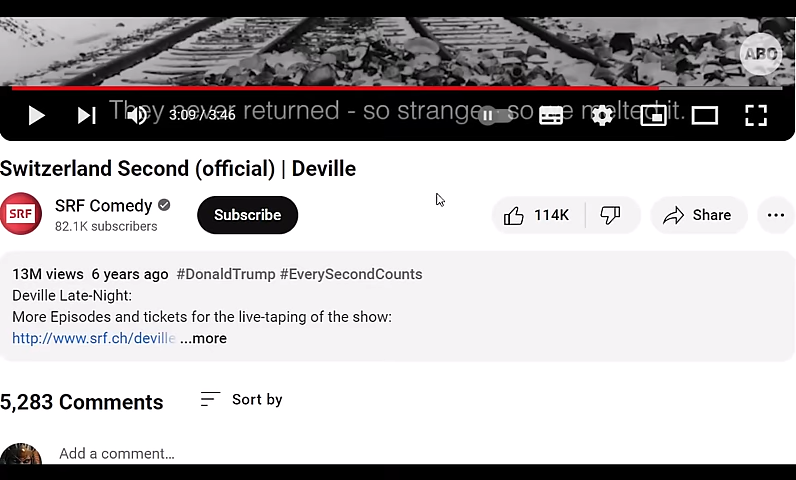 ABO
They never returned - so strange - so we melted it.
3:09 / 3:46
Switzerland Second (official) | Deville
SRF
SRF Comedy
82.1K subscribers
Subscribe
114K
Share
13M views 6 years ago #DonaldTrump #EverySecondCounts
Deville Late-Night:
More Episodes and tickets for the live-taping of the show:
http://www.srf.ch/deville ...more
5,283 Comments
Sort by
Add a comment...